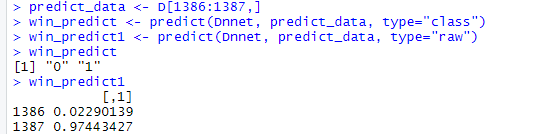 > predict_data <- D[1386:1387,]
> win_predict <- predict(Dnnet, predict_data, type="class")
> win_predict1 <- predict(Dnnet, predict_data, type="raw")
> win_predict
[1] "0" "1"
> win_predict1
[,1]
1386 0.02290139
1387 0.97443427